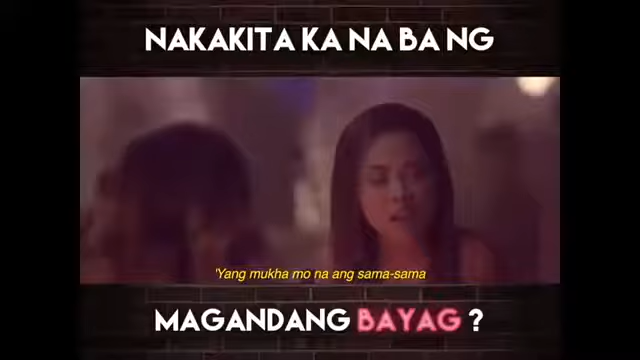 NAKAKITA KA NA BA NG
'Yang mukha mo na ang sama-sama
MAGANDANG BAYAG ?